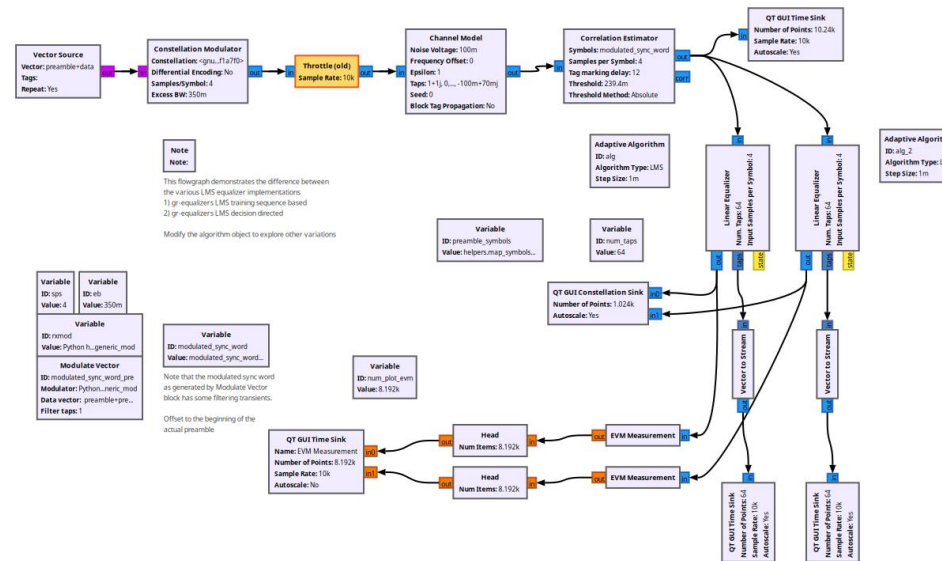 QT GUI Time Sink
Number of Points: 10.24k
Sample Rate: 10k
Autoscale: Yes
Vector Source
Vector: preamble+data
Tags:
Repeat: Yes
out
in
Constellation Modulator
Constellation: <gnu...f1a7f0>
Differential Encoding: No
Samples/Symbol: 4
Excess BW: 350m
out
in
Throttle (old)
Sample Rate: 10k
out
in
Channel Model
Noise Voltage: 100m
Frequency Offset: 0
Epsilon: 1
Taps: 1+1j, 0,..., -100m+70mj
Seed: 0
Block Tag Propagation: No
out
in
Correlation Estimator
Symbols: modulated_sync_word
Samples per Symbol: 4
Tag marking delay: 12
Threshold: 239.4m
Threshold Method: Absolute
out
corr
in
Note
Note:
This flowgraph demonstrates the difference between
the various LMS equalizer implementations
1) gr-equalizers LMS training sequence based
2) gr-equalizers LMS decision directed
Modify the algorithm object to explore other variations
Adaptive Algorithm
ID: alg
Algorithm Type: LMS
Step Size: 1m
in
Linear Equalizer
Num. Taps: 64
Input Samples per Symbol: 4
out
taps
state
in
Linear Equalizer
Num. Taps: 64
Input Samples per Symbol: 4
out
taps
state
ID: alg_2
Step Size: 1m
Variable
ID: preamble_symbols
Value: helpers.map_symbols...
Variable
ID: num_taps
Value: 64
Variable
ID: sps
Value: 4
Variable
ID: eb
Value: 350m
Variable
ID: rxmod
Value: Python h...generic_mod
Modulate Vector
ID: modulated_sync_word_pre
Modulator: Python...neric_mod
Data vector: preamble+pre...
Filter taps: 1
Variable
ID: modulated_sync_word
Value: modulated_sync_word...
Note that the modulated sync word
as generated by Modulate Vector
block has some filtering transients.
Offset to the beginning of the
actual preamble
Variable
ID: num_plot_evm
Value: 8.192k
QT GUI Constellation Sink
Number of Points: 1.024k
Autoscale: Yes
in0
in1
in
Vector to Stream
out
in
Vector to Stream
out
QT GUI Time Sink
Name: EVM Measurement
Number of Points: 8.192k
Sample Rate: 10k
Autoscale: No
in0
in1
out
Head
Num Items: 8.192k
in
out
EVM Measurement
in
out
Head
Num Items: 8.192k
in
out
EVM Measurement
in
in
QT GUI Time Sink
Number of Points: 64
Sample Rate: 10k
Autoscale: Yes
in
QT GUI Time Sink
Number of Points: 64
Sample Rate: 10k
Autoscale: Yes